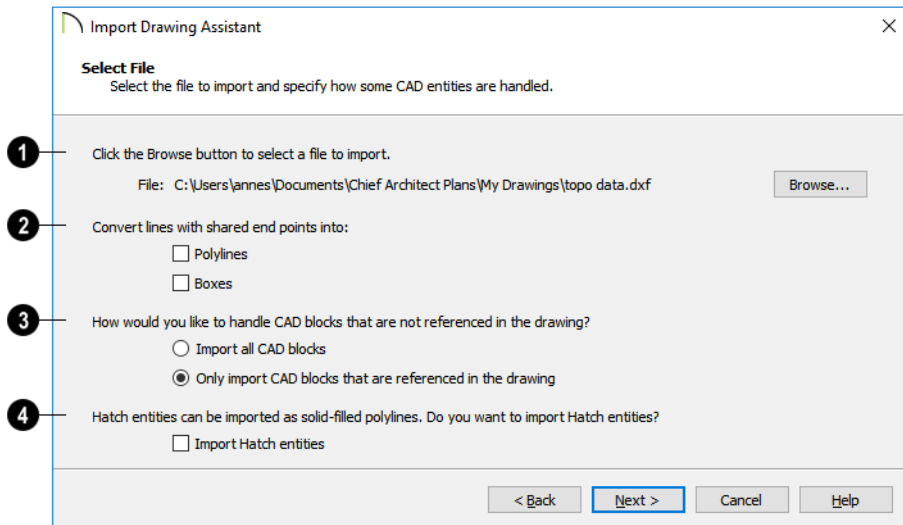 Import Drawing Assistant
Select File
Select the file to import and specify how some CAD entities are handled.
1 Click the Browse button to select a file to import.
File: C:\Users\annes\Documents\Chief Architect Plans\My Drawings\topo data.dxf Browse...
2 Convert lines with shared end points into:
Polylines
Boxes
3 How would you like to handle CAD blocks that are not referenced in the drawing?
Import all CAD blocks
Only import CAD blocks that are referenced in the drawing
4 Hatch entities can be imported as solid-filled polylines. Do you want to import Hatch entities?
Import Hatch entities
< Back Next > Cancel Help